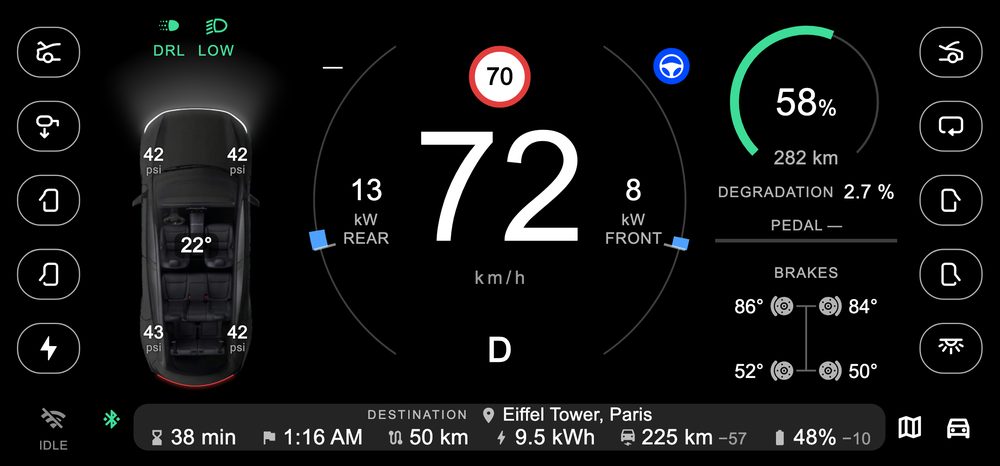 DRL LOW
70
58%
282 km
DEGRADATION 2.7 %
PEDAL —
42 psi
42 psi
22°
43 psi
42 psi
—
13
kW
REAR
72
km/h
8
kW
FRONT
D
BRAKES
86° 84°
52° 50°
IDLE
DESTINATION Eiffel Tower, Paris
38 min 1:16 AM 50 km 9.5 kWh 225 km −57 48% −10